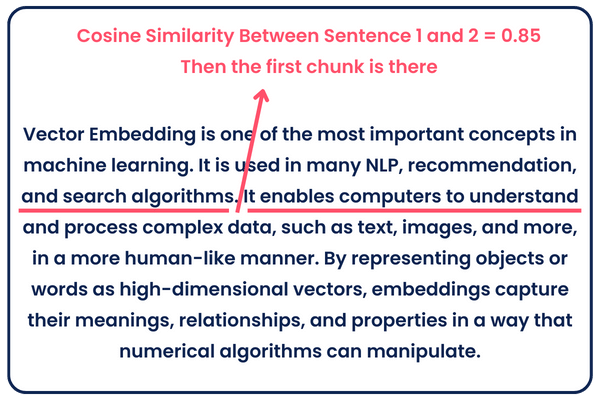 Cosine Similarity Between Sentence 1 and 2 = 0.85
Then the first chunk is there
Vector Embedding is one of the most important concepts in
machine learning. It is used in many NLP, recommendation,
and search algorithms. It enables computers to understand
and process complex data, such as text, images, and more,
in a more human-like manner. By representing objects or
words as high-dimensional vectors, embeddings capture
their meanings, relationships, and properties in a way that
numerical algorithms can manipulate.